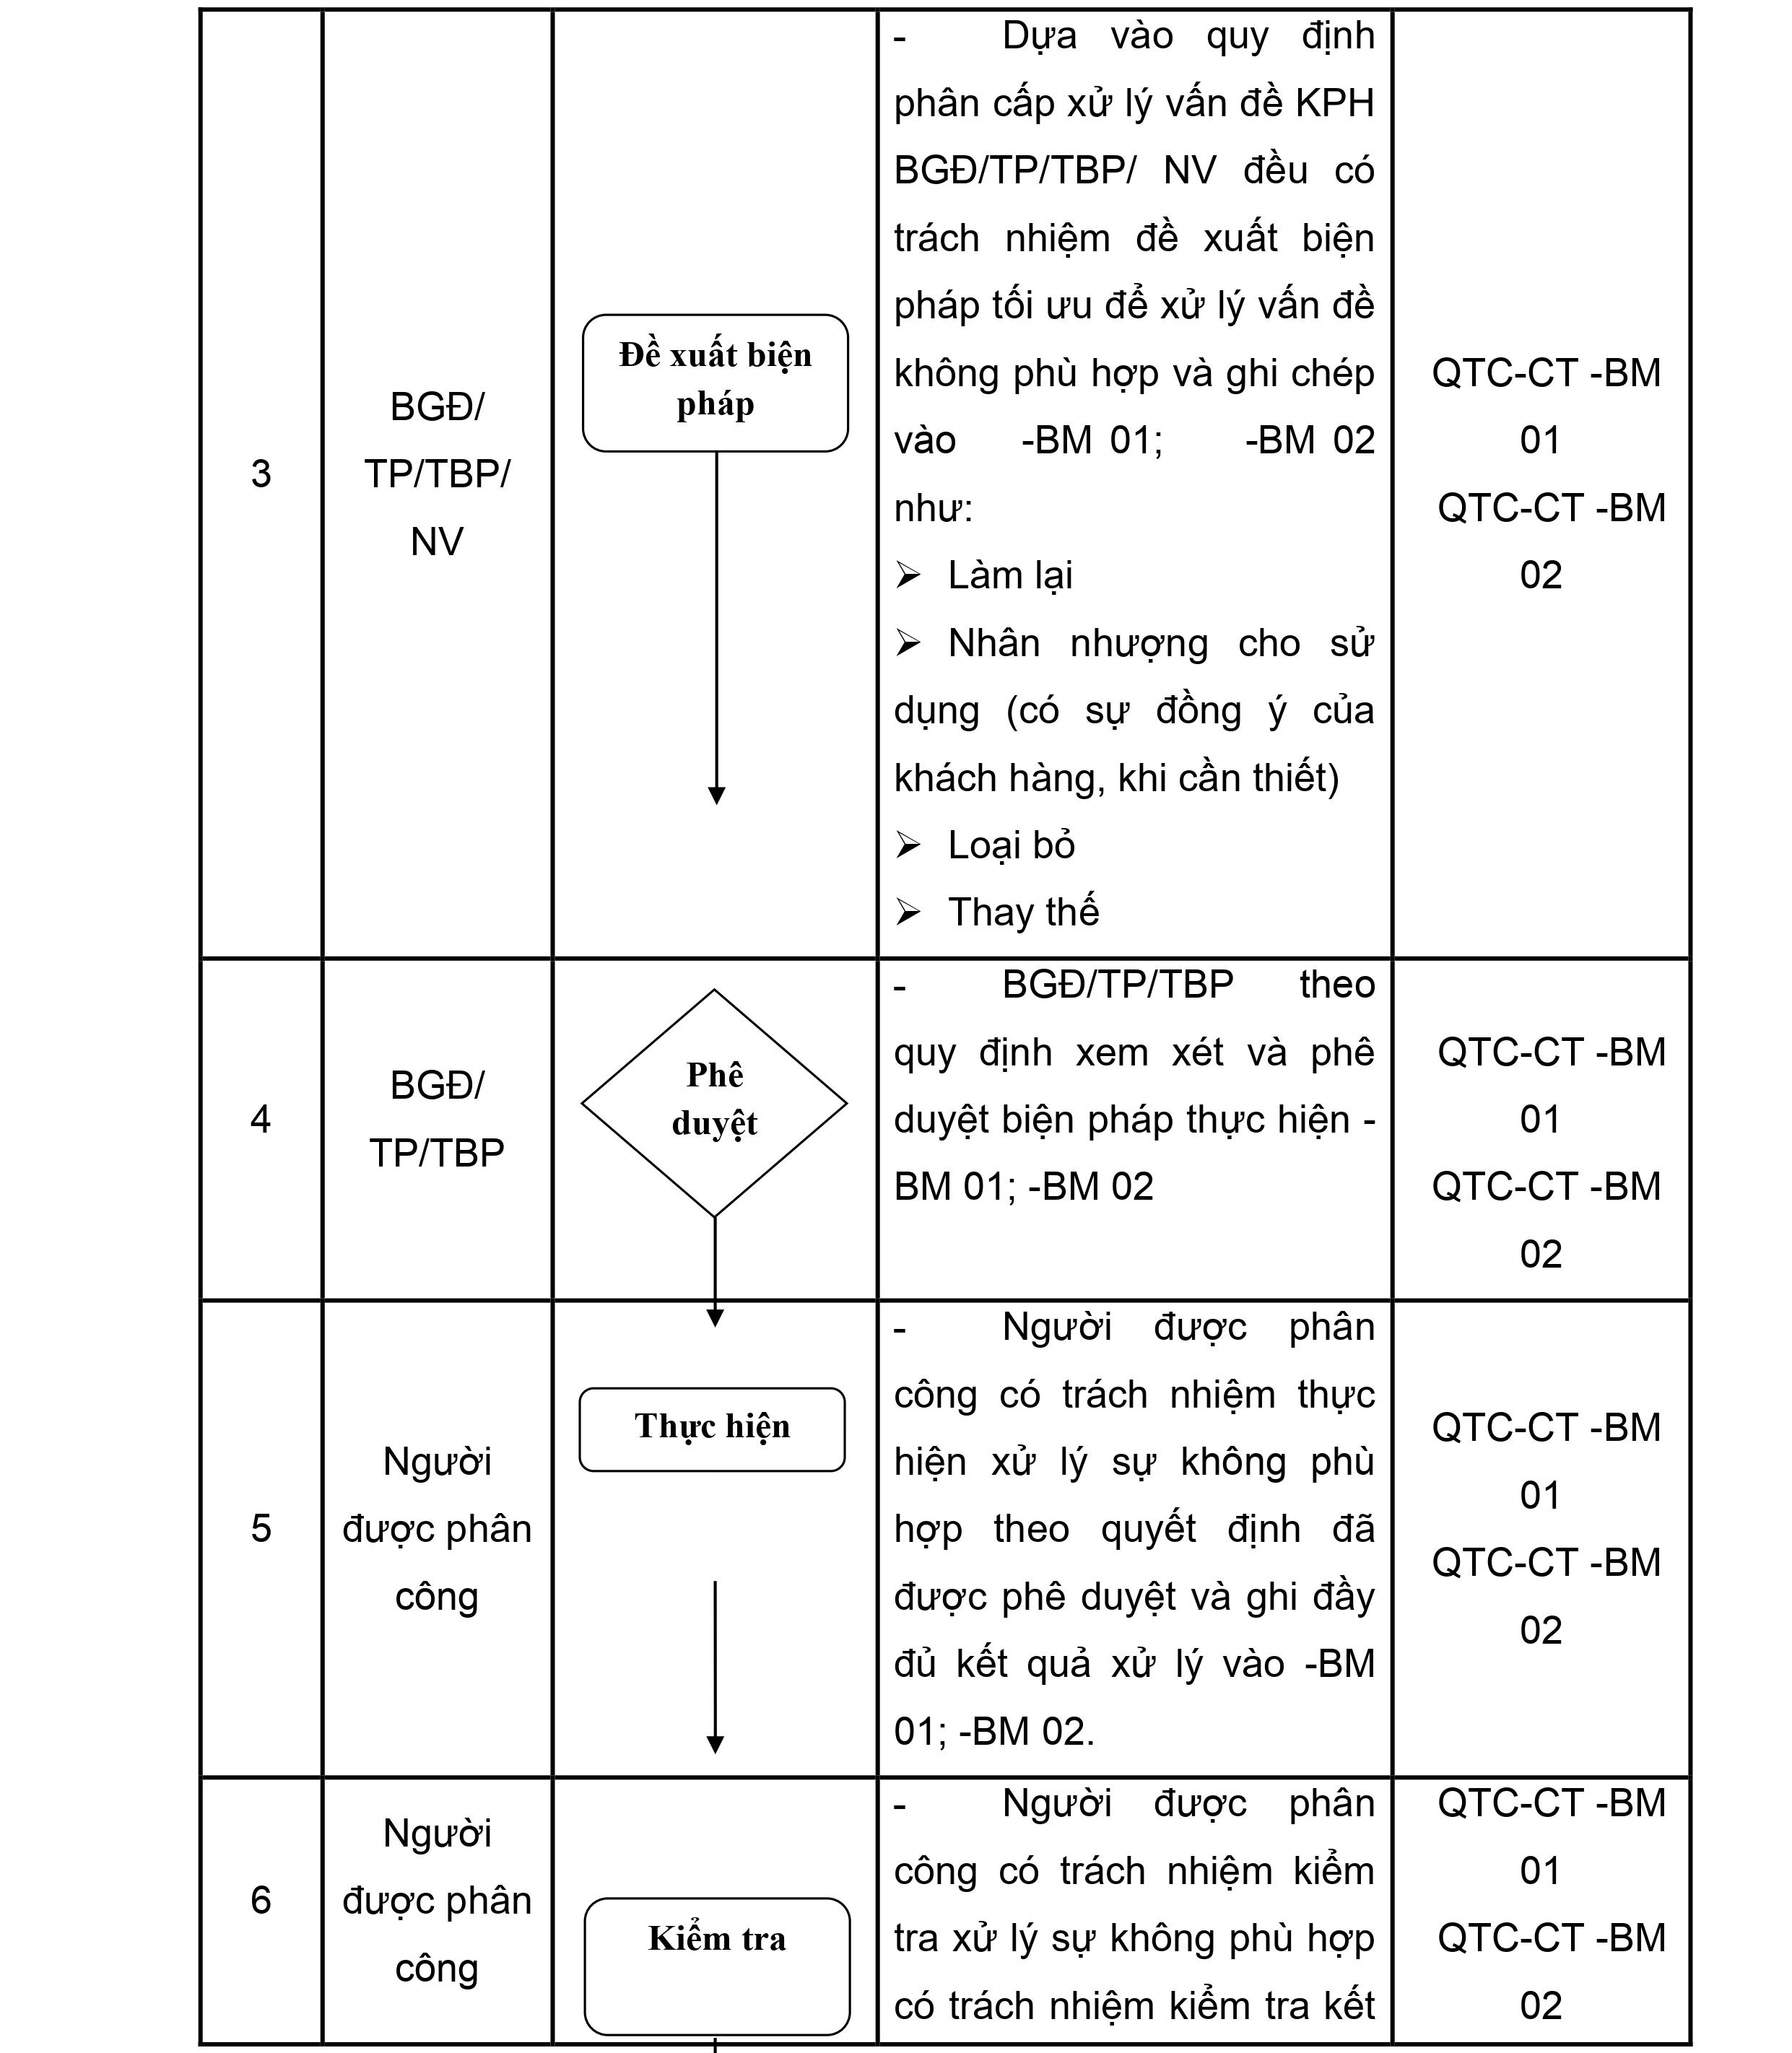 3
BGĐ/
TP/TBP/
NV
Đề xuất biện
pháp
- Dựa vào quy định
phân cấp xử lý vấn đề KPH
BGĐ/TP/TBP/ NV đều có
trách nhiệm đề xuất biện
pháp tối ưu để xử lý vấn đề
không phù hợp và ghi chép
vào -BM 01; -BM 02
như:
➢ Làm lại
➢ Nhân nhượng cho sử
dụng (có sự đồng ý của
khách hàng, khi cần thiết)
➢ Loại bỏ
➢ Thay thế
QTC-CT -BM
01
QTC-CT -BM
02
4
BGĐ/
TP/TBP
Phê
duyệt
- BGĐ/TP/TBP theo
quy định xem xét và phê
duyệt biện pháp thực hiện -
BM 01; -BM 02
QTC-CT -BM
01
QTC-CT -BM
02
5
Người
được phân
công
Thực hiện
- Người được phân
công có trách nhiệm thực
hiện xử lý sự không phù
hợp theo quyết định đã
được phê duyệt và ghi đầy
đủ kết quả xử lý vào -BM
01; -BM 02.
QTC-CT -BM
01
QTC-CT -BM
02
6
Người
được phân
công
Kiểm tra
- Người được phân
công có trách nhiệm kiểm
tra xử lý sự không phù hợp
có trách nhiệm kiểm tra kết
QTC-CT -BM
01
QTC-CT -BM
02